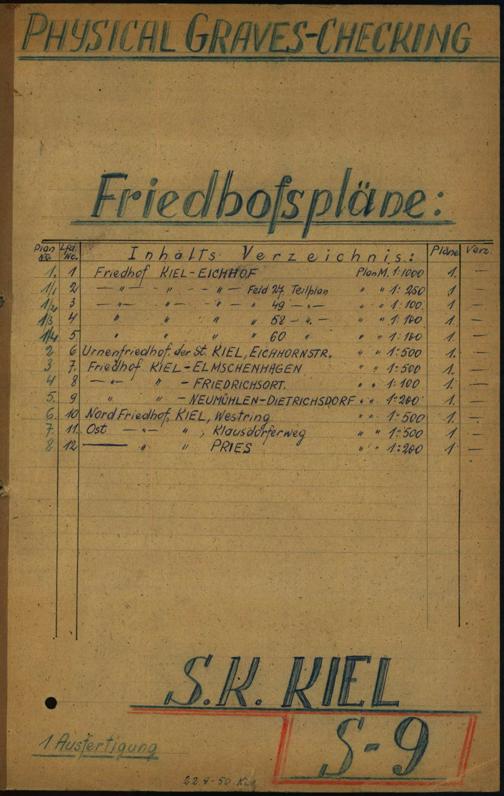 PHYSICAL GRAVES-CHECKING
Friedhofspläne:
Plan No. Lfd. No. Inhalts Verzeichnis: Pläne Verz.
1. 1 Friedhof KIEL-EICHHOF Plan M. 1:1000 1. —
1/1 2 — " — " — " — Feld 27 Teilplan " " 1:250 1 —
1/2 3 — " — " " " 49 — " — " " 1:100 1. —
1/3 4 " " " " 58 — " — " " 1:100 1. —
1/4 5 " " " " 60 " " " 1:100 1. —
2 6 Urnenfriedhof der St. KIEL, EICHHORNSTR. " " 1:500 1. —
3 7. Friedhof KIEL-ELMSCHENHAGEN " " 1:500 1. —
4 8 — " — " — FRIEDRICHSORT. " " 1:100 1 —
5. 9 " " — NEUMÜHLEN-DIETRICHSDORF " " 1:200 1. —
6. 10 Nord Friedhof KIEL, Westring " " 1:500 1 —
7. 11. Ost — " — " , Klausdorferweg " " 1:500 1 —
8 12 — " " PRIES " " 1:200 1. —
S.K. KIEL
S-9
1 Ausfertigung